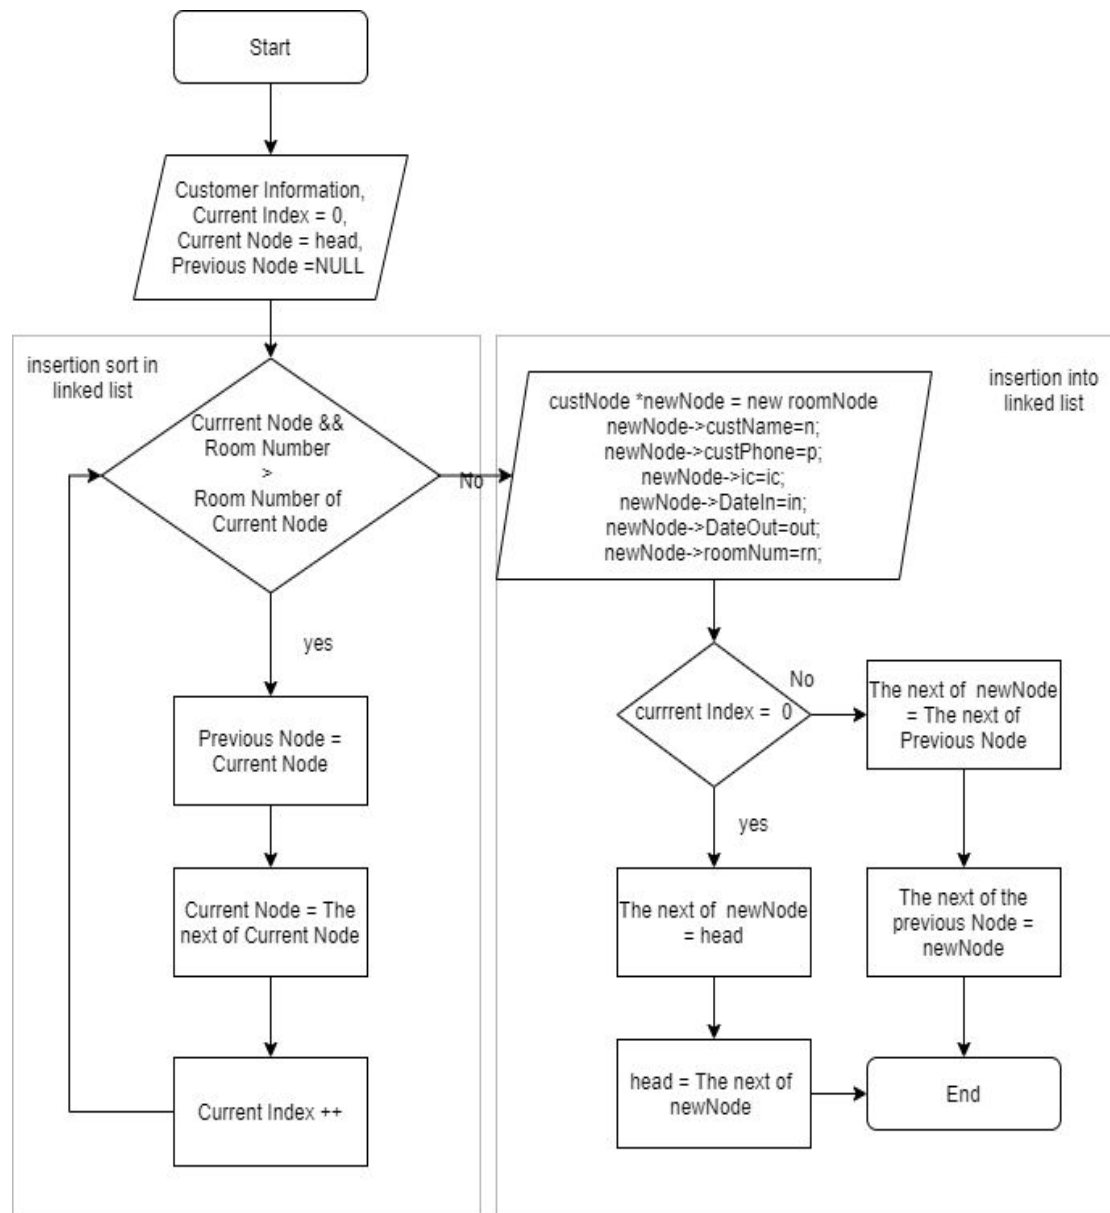 Start
Customer Information,
Current Index = 0,
Current Node = head,
Previous Node =NULL
insertion sort in
linked list
Currrent Node &&
Room Number
>
Room Number of
Current Node
No
yes
Previous Node =
Current Node
Current Node = The
next of Current Node
Current Index ++
insertion into
linked list
custNode *newNode = new roomNode
newNode->custName=n;
newNode->custPhone=p;
newNode->ic=ic;
newNode->DateIn=in;
newNode->DateOut=out;
newNode->roomNum=rn;
currrent Index =  0
No
The next of  newNode
= The next of
Previous Node
yes
The next of  newNode
= head
The next of the
previous Node =
newNode
head = The next of
newNode
End